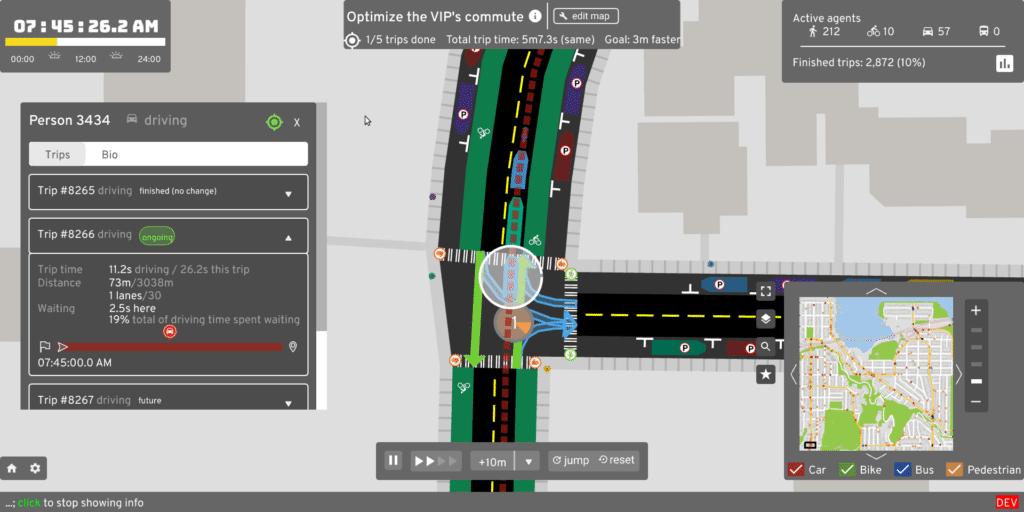 07:45:26.2 AM
00:00 12:00 24:00
Optimize the VIP's commute
edit map
1/5 trips done Total trip time: 5m7.3s (same) Goal: 3m faster
Active agents
212 10 57 0
Finished trips: 2,872 (10%)
Person 3434 driving X
Trips Bio
Trip #8265 driving finished (no change)
Trip #8266 driving ongoing
Trip time 11.2s driving / 26.2s this trip
Distance 73m/3038m
1 lanes/30
Waiting 2.5s here
19% total of driving time spent waiting
07:45:00.0 AM
Trip #8267 driving future
P
P
P
P
P
P
P
P
+10m jump reset
Car Bike Bus Pedestrian
...; click to stop showing info
DEV